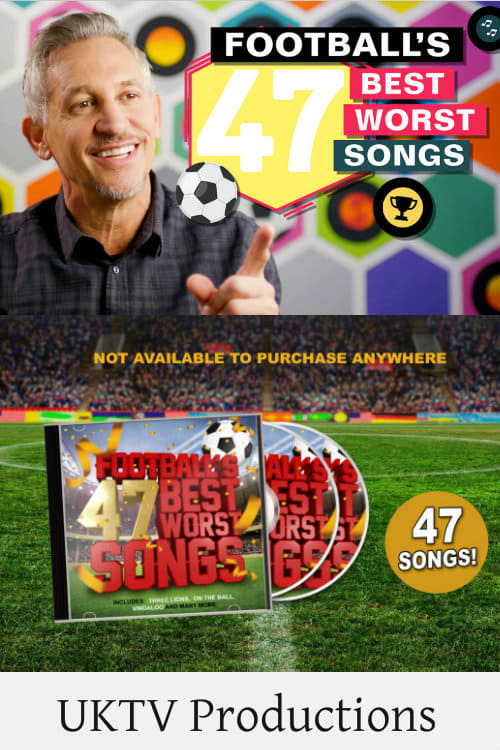 FOOTBALL'S
47
BEST
WORST
SONGS
NOT AVAILABLE TO PURCHASE ANYWHERE
FOOTBALL'S
47 BEST
WORST
SONGS
INCLUDES THREE LIONS, ON THE BALL,
VINDALOO AND MANY MORE
47
SONGS!
UKTV Productions